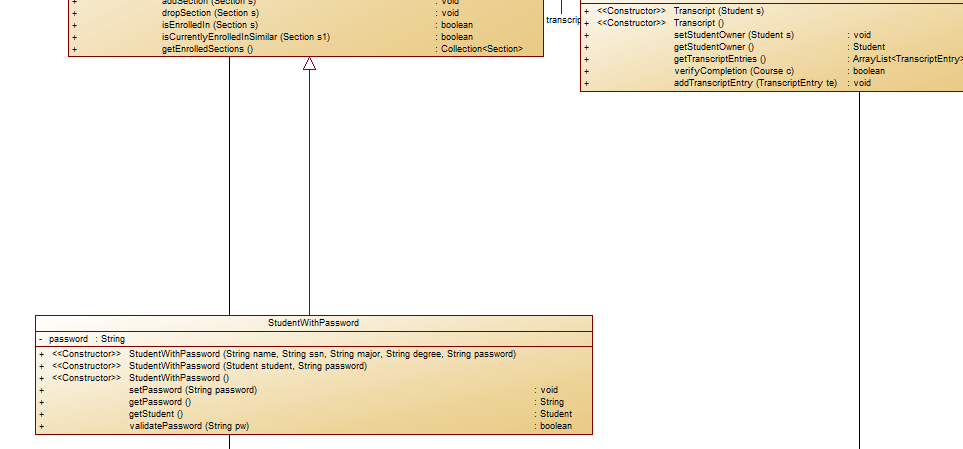 + addSection (Section s) : void
+ dropSection (Section s) : void
+ isEnrolledIn (Section s) : boolean
+ isCurrentlyEnrolledInSimilar (Section s1) : boolean
+ getEnrolledSections () : Collection<Section>
transcrip
+ <<Constructor>> Transcript (Student s)
+ <<Constructor>> Transcript ()
+ setStudentOwner (Student s) : void
+ getStudentOwner () : Student
+ getTranscriptEntries () : ArrayList<TranscriptEntry>
+ verifyCompletion (Course c) : boolean
+ addTranscriptEntry (TranscriptEntry te) : void
StudentWithPassword
- password : String
+ <<Constructor>> StudentWithPassword (String name, String ssn, String major, String degree, String password)
+ <<Constructor>> StudentWithPassword (Student student, String password)
+ <<Constructor>> StudentWithPassword ()
+ setPassword (String password) : void
+ getPassword () : String
+ getStudent () : Student
+ validatePassword (String pw) : boolean